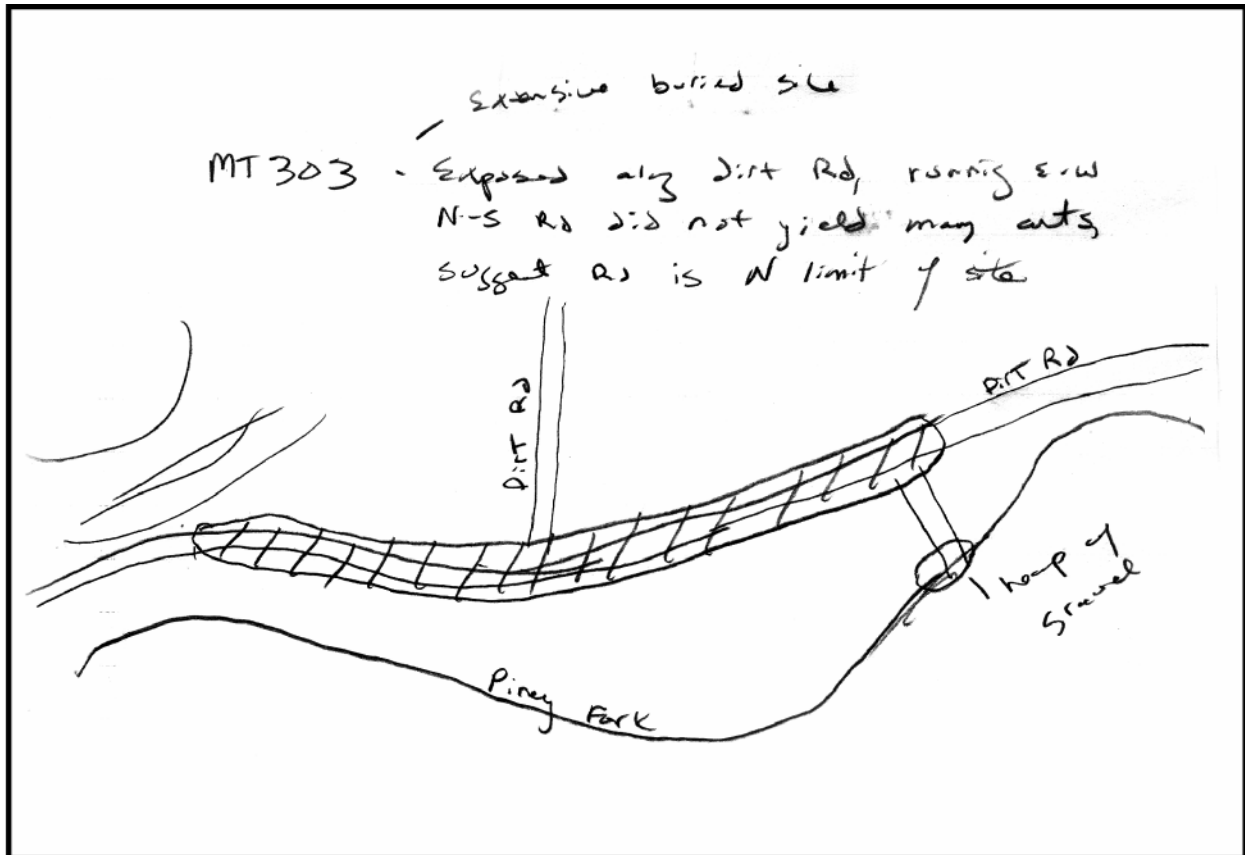 Extensive buried site
MT303 - Exposed alng dirt Rd, running E-W
N-S Rd did not yield many arts,
suggest Rd is N limit of site
Dirt Rd
Dirt Rd
heap of
gravel
Piney Fork